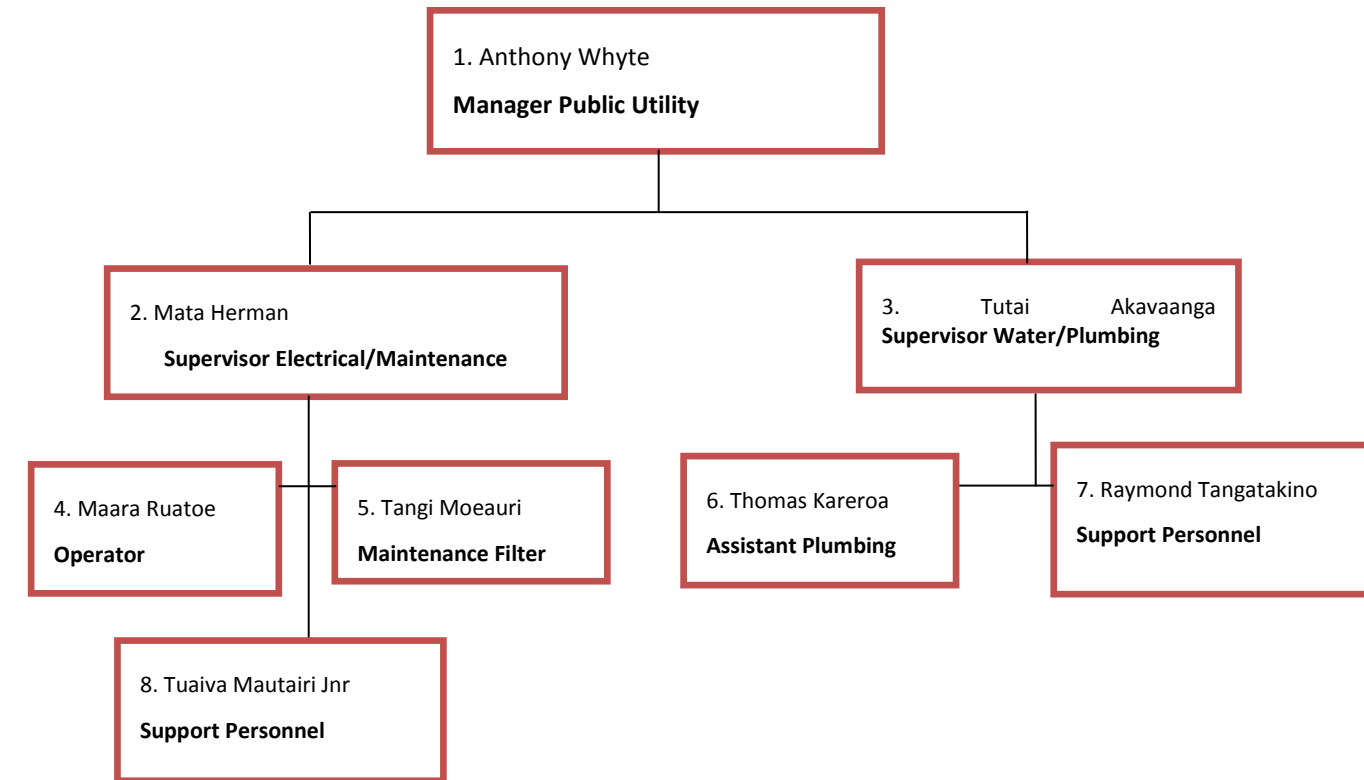 1. Anthony Whyte
Manager Public Utility
2. Mata Herman
Supervisor Electrical/Maintenance
3. Tutai Akavaanga
Supervisor Water/Plumbing
4. Maara Ruatoe
Operator
5. Tangi Moeauri
Maintenance Filter
6. Thomas Kareroa
Assistant Plumbing
7. Raymond Tangatakino
Support Personnel
8. Tuaiva Mautairi Jnr
Support Personnel